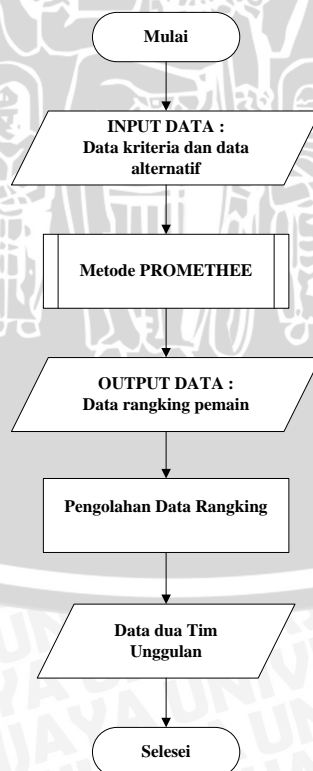 Mulai
INPUT DATA :
Data kriteria dan data
alternatif
Metode PROMETHEE
OUTPUT DATA :
Data rangking pemain
Pengolahan Data Rangking
Data dua Tim
Unggulan
Selesei